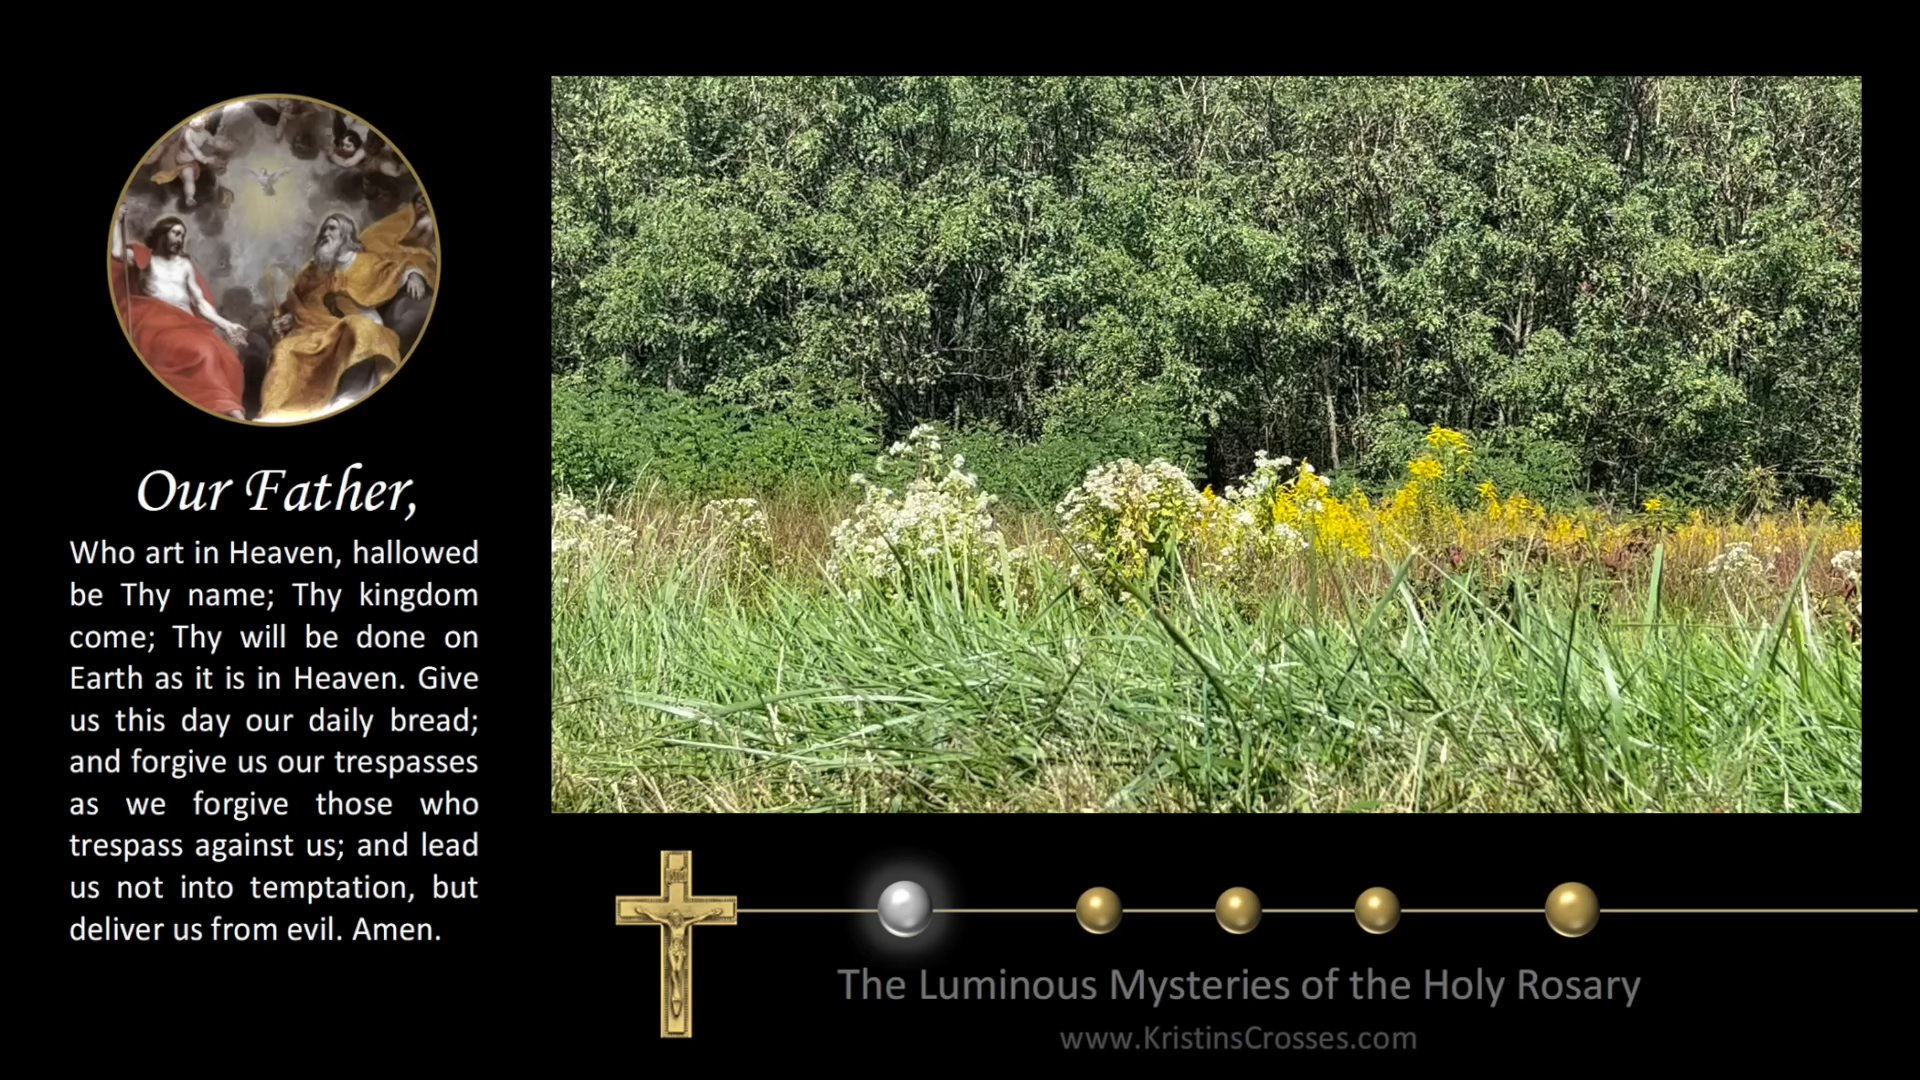 Our Father,
Who art in Heaven, hallowed
be Thy name; Thy kingdom
come; Thy will be done on
Earth as it is in Heaven. Give
us this day our daily bread;
and forgive us our trespasses
as we forgive those who
trespass against us; and lead
us not into temptation, but
deliver us from evil. Amen.
The Luminous Mysteries of the Holy Rosary
www.KristinsCrosses.com